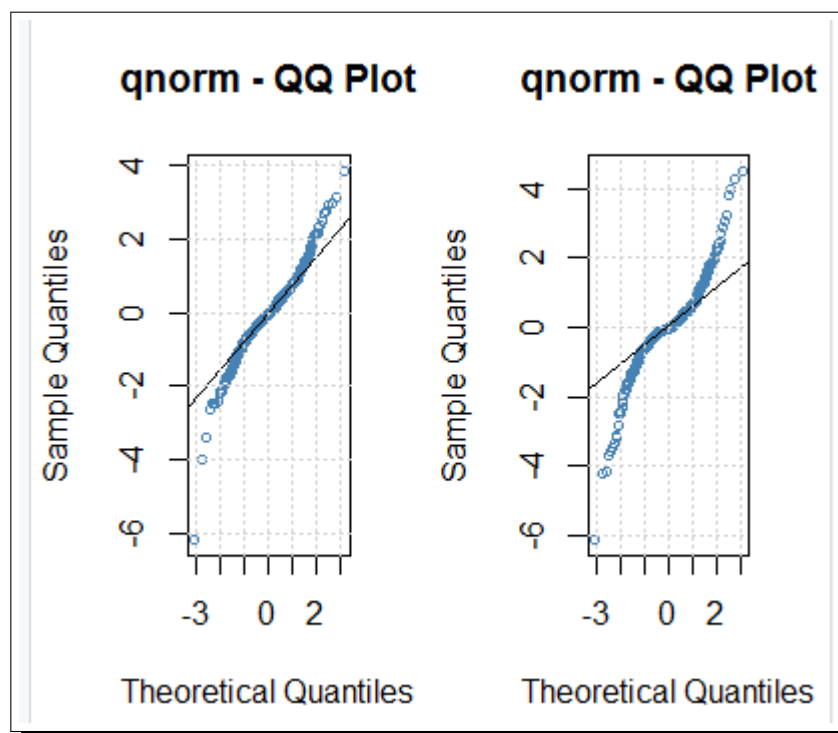 qnorm - QQ Plot
Sample Quantiles
4
2
0
-2
-4
-6
-3 0 2
Theoretical Quantiles
qnorm - QQ Plot
Sample Quantiles
4
2
0
-2
-4
-6
-3 0 2
Theoretical Quantiles